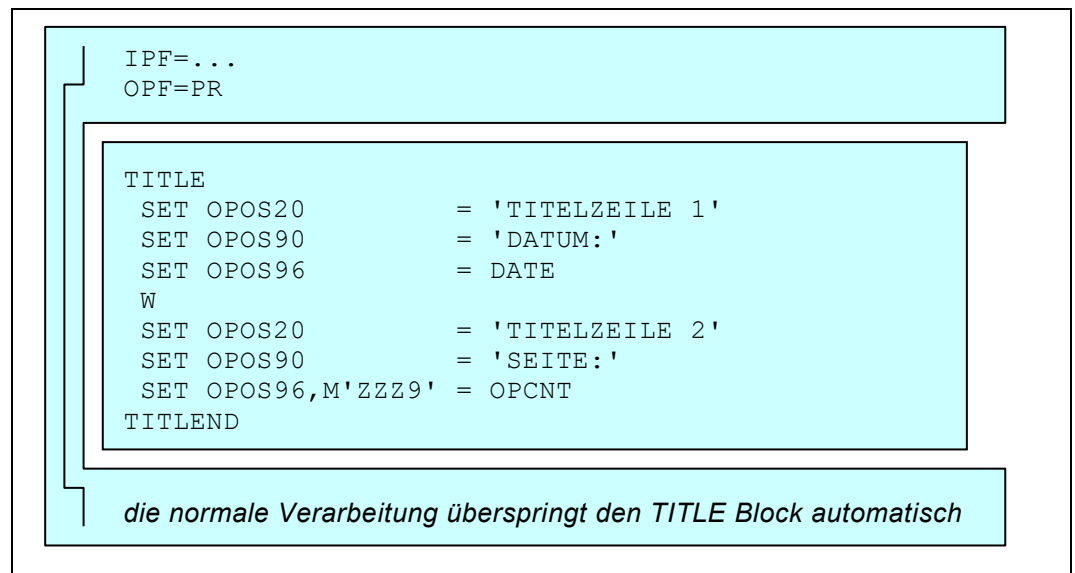 IPF=...
OPF=PR
TITLE
SET OPOS20 = 'TITELZEILE 1'
SET OPOS90 = 'DATUM:'
SET OPOS96 = DATE
W
SET OPOS20 = 'TITELZEILE 2'
SET OPOS90 = 'SEITE:'
SET OPOS96,M'ZZZ9' = OPCNT
TITLEND
die normale Verarbeitung überspringt den TITLE Block automatisch